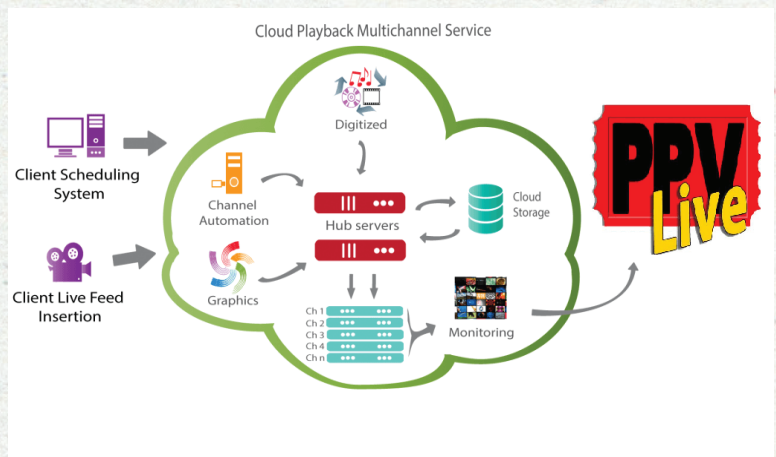 Cloud Playback Multichannel Service
Digitized
Client Scheduling
System
Channel
Automation
Hub servers
Cloud
Storage
PPV
Live
Client Live Feed
Insertion
Graphics
Ch 1
Ch 2
Ch 3
Ch 4
Ch n
Monitoring